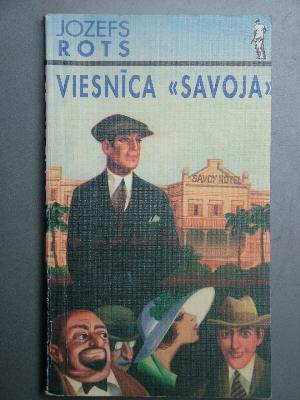 JOZEFS
ROTS
VIESNĪCA «SAVOJA»
SAVOY HOTEL